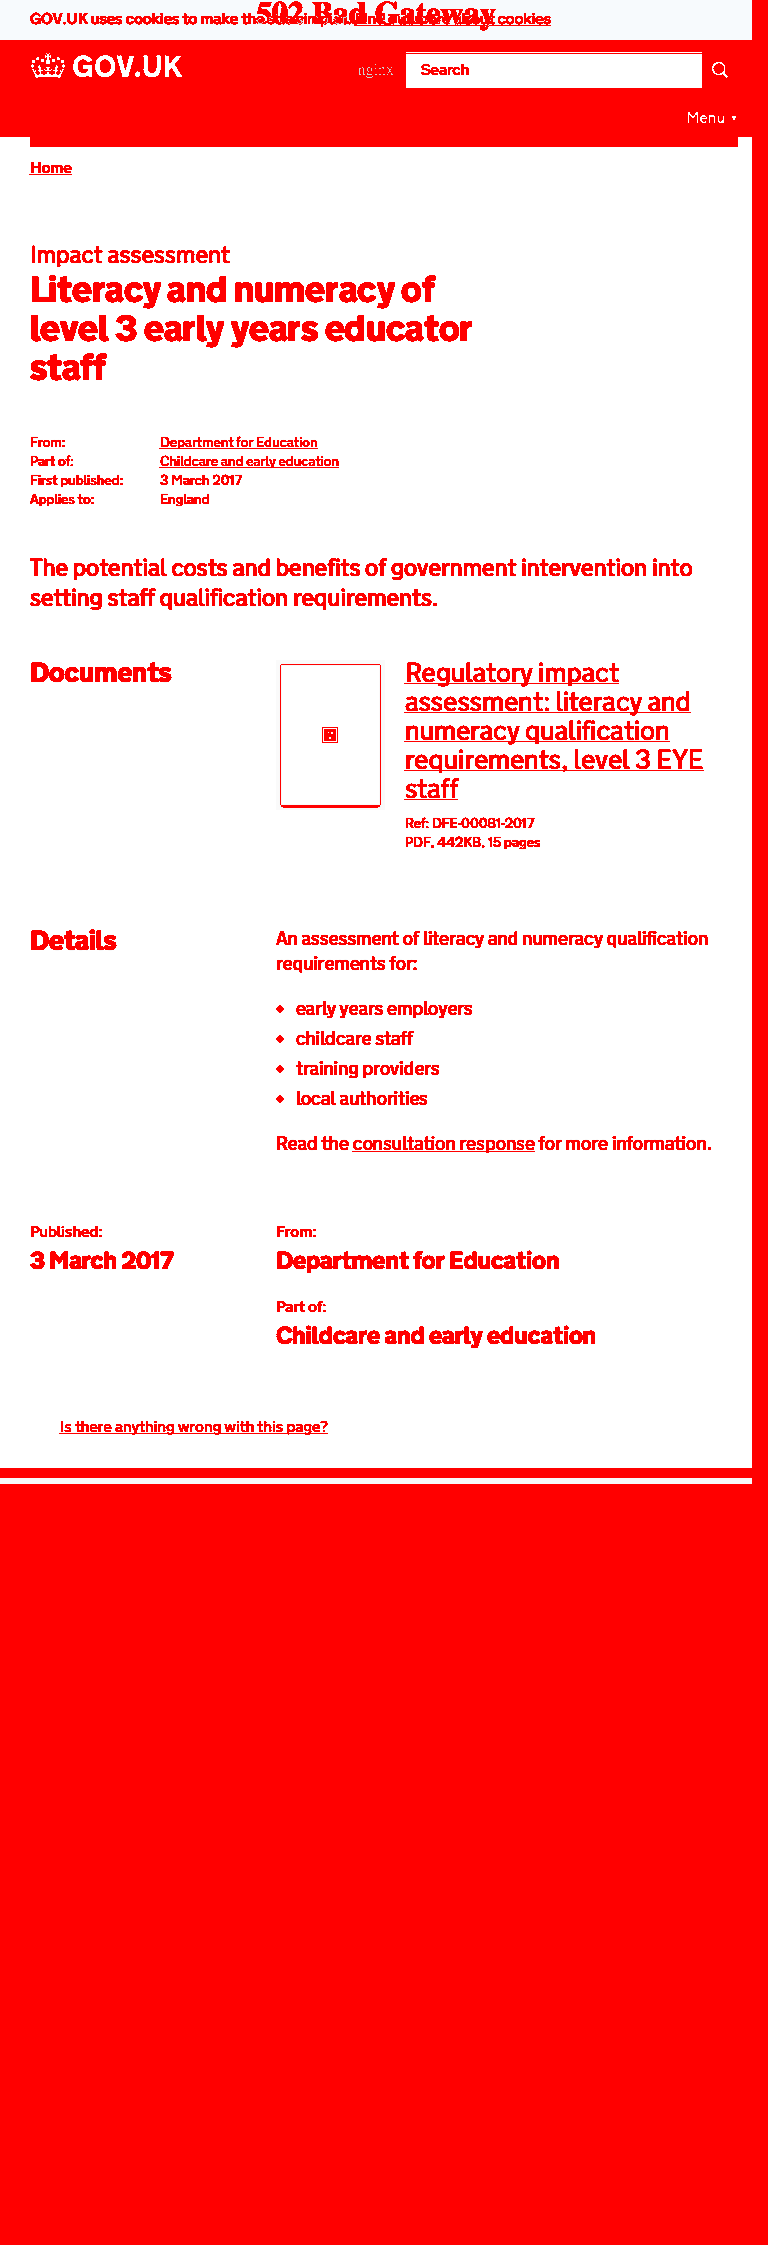 502 Bad Gateway
GOV.UK uses cookies to make the site simpler. Find out more about cookies
GOV.UK
nginx
Search
Menu
Home
Impact assessment
Literacy and numeracy of
level 3 early years educator
staff
From: Department for Education
Part of: Childcare and early education
First published: 3 March 2017
Applies to: England
The potential costs and benefits of government intervention into
setting staff qualification requirements.
Documents
Regulatory impact
assessment: literacy and
numeracy qualification
requirements, level 3 EYE
staff
Ref: DFE-00081-2017
PDF, 442KB, 15 pages
Details
An assessment of literacy and numeracy qualification
requirements for:
early years employers
childcare staff
training providers
local authorities
Read the consultation response for more information.
Published:
3 March 2017
From:
Department for Education
Part of:
Childcare and early education
Is there anything wrong with this page?